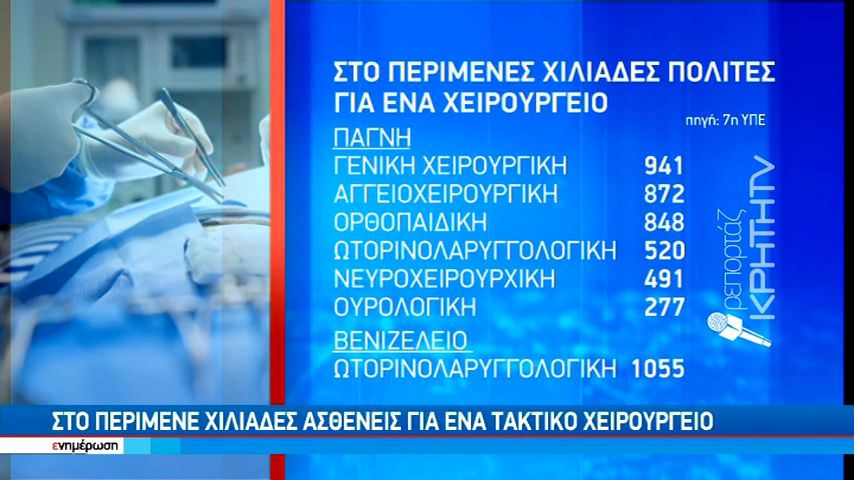 ΣΤΟ ΠΕΡΙΜΕΝΕΣ ΧΙΛΙΑΔΕΣ ΠΟΛΙΤΕΣ
ΓΙΑ ΕΝΑ ΧΕΙΡΟΥΡΓΕΙΟ
πηγή: 7η ΥΠΕ
ΠΑΓΝΗ
ΓΕΝΙΚΗ ΧΕΙΡΟΥΡΓΙΚΗ 941
ΑΓΓΕΙΟΧΕΙΡΟΥΡΓΙΚΗ 872
ΟΡΘΟΠΑΙΔΙΚΗ 848
ΩΤΟΡΙΝΟΛΑΡΥΓΓΟΛΟΓΙΚΗ 520
ΝΕΥΡΟΧΕΙΡΟΥΡΧΙΚΗ 491
ΟΥΡΟΛΟΓΙΚΗ 277
ΒΕΝΙΖΕΛΕΙΟ
ΩΤΟΡΙΝΟΛΑΡΥΓΓΟΛΟΓΙΚΗ 1055
ρεπορτάζ
ΚΡΗΤΗTV
ΣΤΟ ΠΕΡΙΜΕΝΕ ΧΙΛΙΑΔΕΣ ΑΣΘΕΝΕΙΣ ΓΙΑ ΕΝΑ ΤΑΚΤΙΚΟ ΧΕΙΡΟΥΡΓΕΙΟ
ενημέρωση